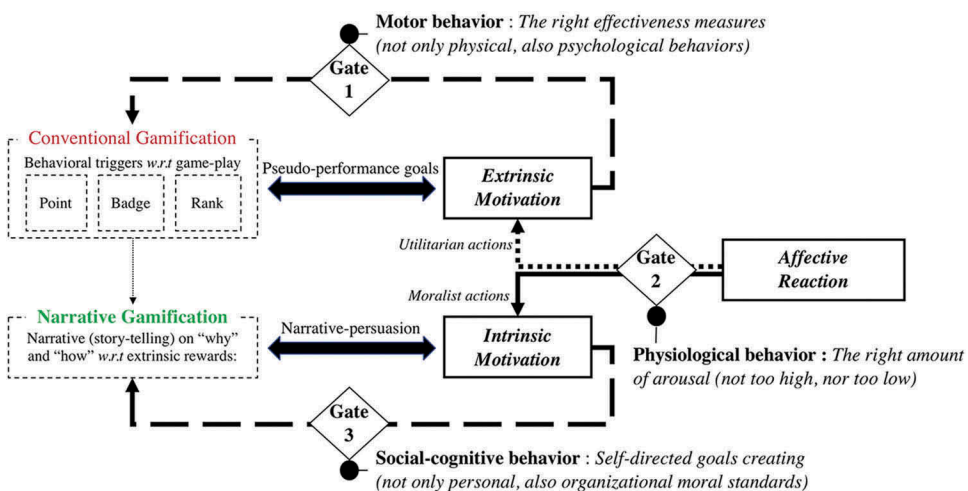 Motor behavior : The right effectiveness measures
(not only physical, also psychological behaviors)
Gate
1
Conventional Gamification
Behavioral triggers w.r.t game-play
Point
Badge
Rank
Pseudo-performance goals
Extrinsic
Motivation
Utilitarian actions
Gate
2
Affective
Reaction
Moralist actions
Narrative Gamification
Narrative (story-telling) on “why”
and “how” w.r.t extrinsic rewards:
Narrative-persuasion
Intrinsic
Motivation
Physiological behavior : The right amount
of arousal (not too high, nor too low)
Gate
3
Social-cognitive behavior : Self-directed goals creating
(not only personal, also organizational moral standards)